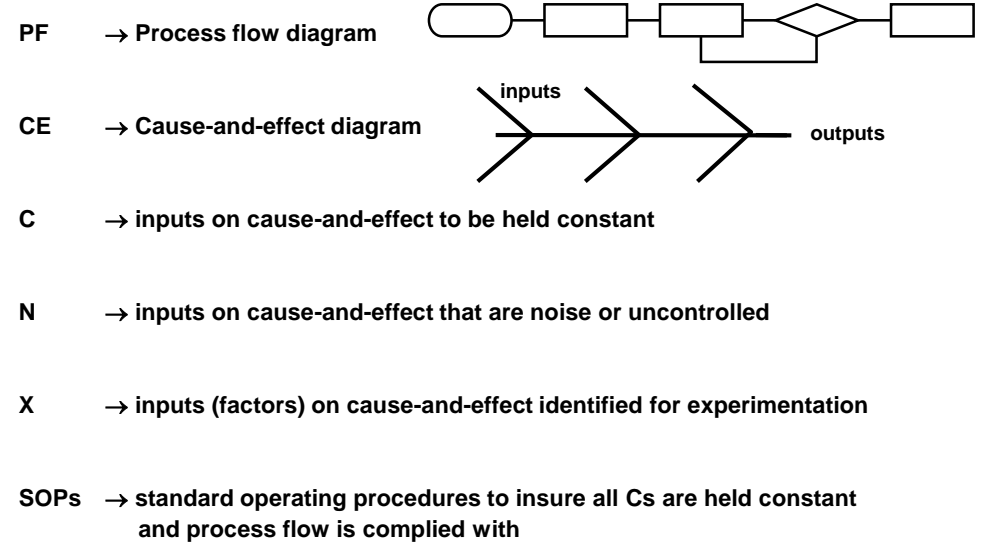 PF → Process flow diagram
inputs
CE → Cause-and-effect diagram
outputs
C → inputs on cause-and-effect to be held constant
N → inputs on cause-and-effect that are noise or uncontrolled
X → inputs (factors) on cause-and-effect identified for experimentation
SOPs → standard operating procedures to insure all Cs are held constant
and process flow is complied with